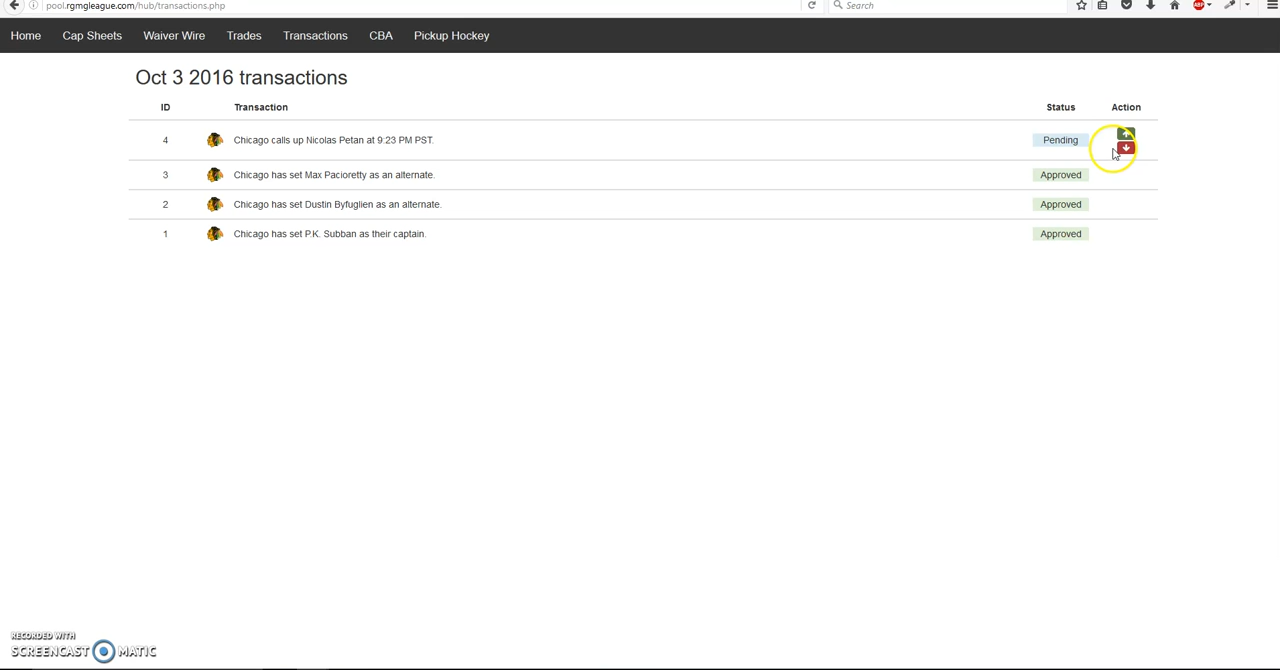 pool.rgmgleague.com/hub/transactions.php Search ABP
Home Cap Sheets Waiver Wire Trades Transactions CBA Pickup Hockey
Oct 3 2016 transactions
ID Transaction Status Action
4 Chicago calls up Nicolas Petan at 9:23 PM PST. Pending
3 Chicago has set Max Pacioretty as an alternate. Approved
2 Chicago has set Dustin Byfuglien as an alternate. Approved
1 Chicago has set P.K. Subban as their captain. Approved
RECORDED WITH
SCREENCAST MATIC